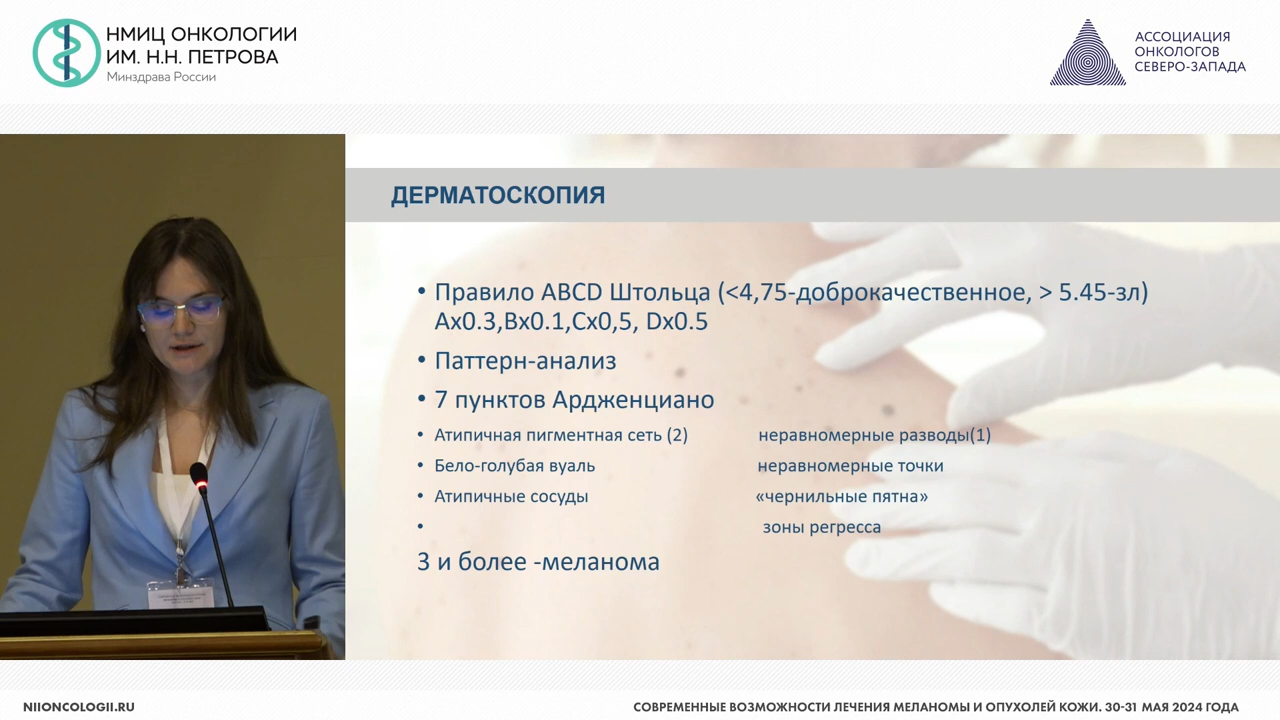 НМИЦ ОНКОЛОГИИ
ИМ. Н.Н. ПЕТРОВА
Минздрава России
АССОЦИАЦИЯ
ОНКОЛОГОВ
СЕВЕРО-ЗАПАДА
ДЕРМАТОСКОПИЯ
• Правило ABCD Штольца (<4,75-доброкачественное, > 5.45-зл)
Ax0.3,Bx0.1,Cx0,5, Dx0.5
• Паттерн-анализ
• 7 пунктов Ардженциано
• Атипичная пигментная сеть (2) неравномерные разводы(1)
• Бело-голубая вуаль неравномерные точки
• Атипичные сосуды «чернильные пятна»
• зоны регресса
3 и более -меланома
NIIONCOLOGII.RU
СОВРЕМЕННЫЕ ВОЗМОЖНОСТИ ЛЕЧЕНИЯ МЕЛАНОМЫ И ОПУХОЛЕЙ КОЖИ. 30-31 МАЯ 2024 ГОДА